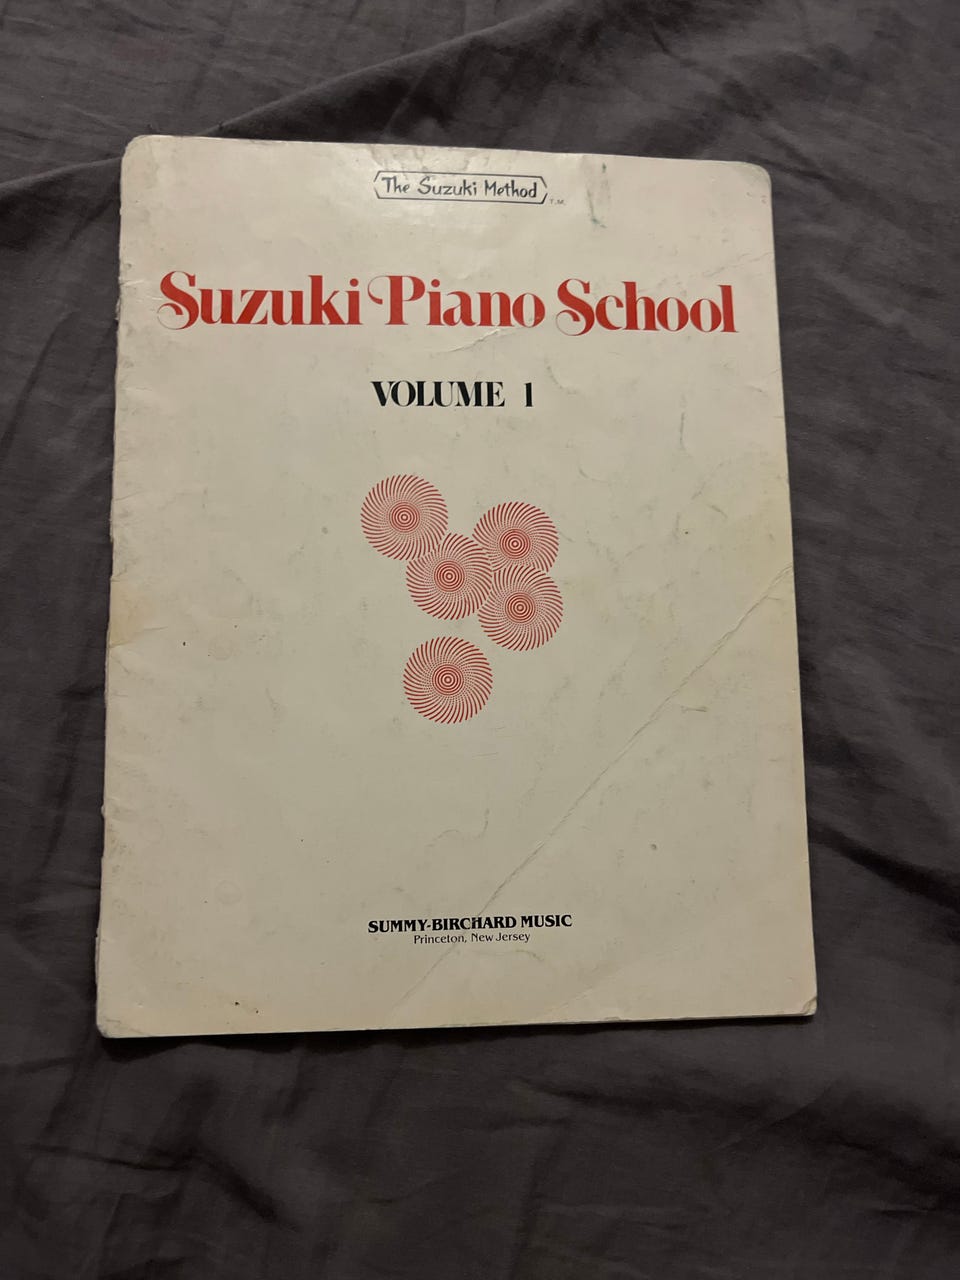 The Suzuki Method
T.M.
Suzuki Piano School
VOLUME 1
SUMMY-BIRCHARD MUSIC
Princeton, New Jersey